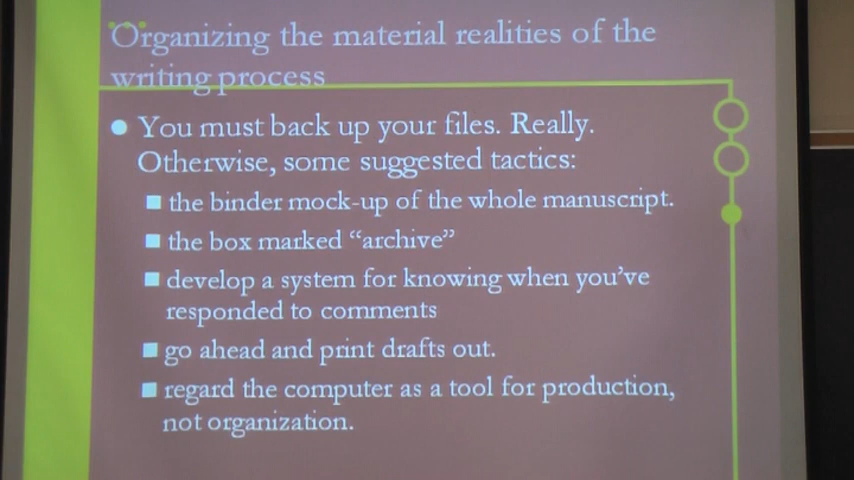 Organizing the material realities of the
writing process
You must back up your files. Really.
Otherwise, some suggested tactics:
the binder mock-up of the whole manuscript.
the box marked “archive”
develop a system for knowing when you’ve
responded to comments
go ahead and print drafts out.
regard the computer as a tool for production,
not organization.